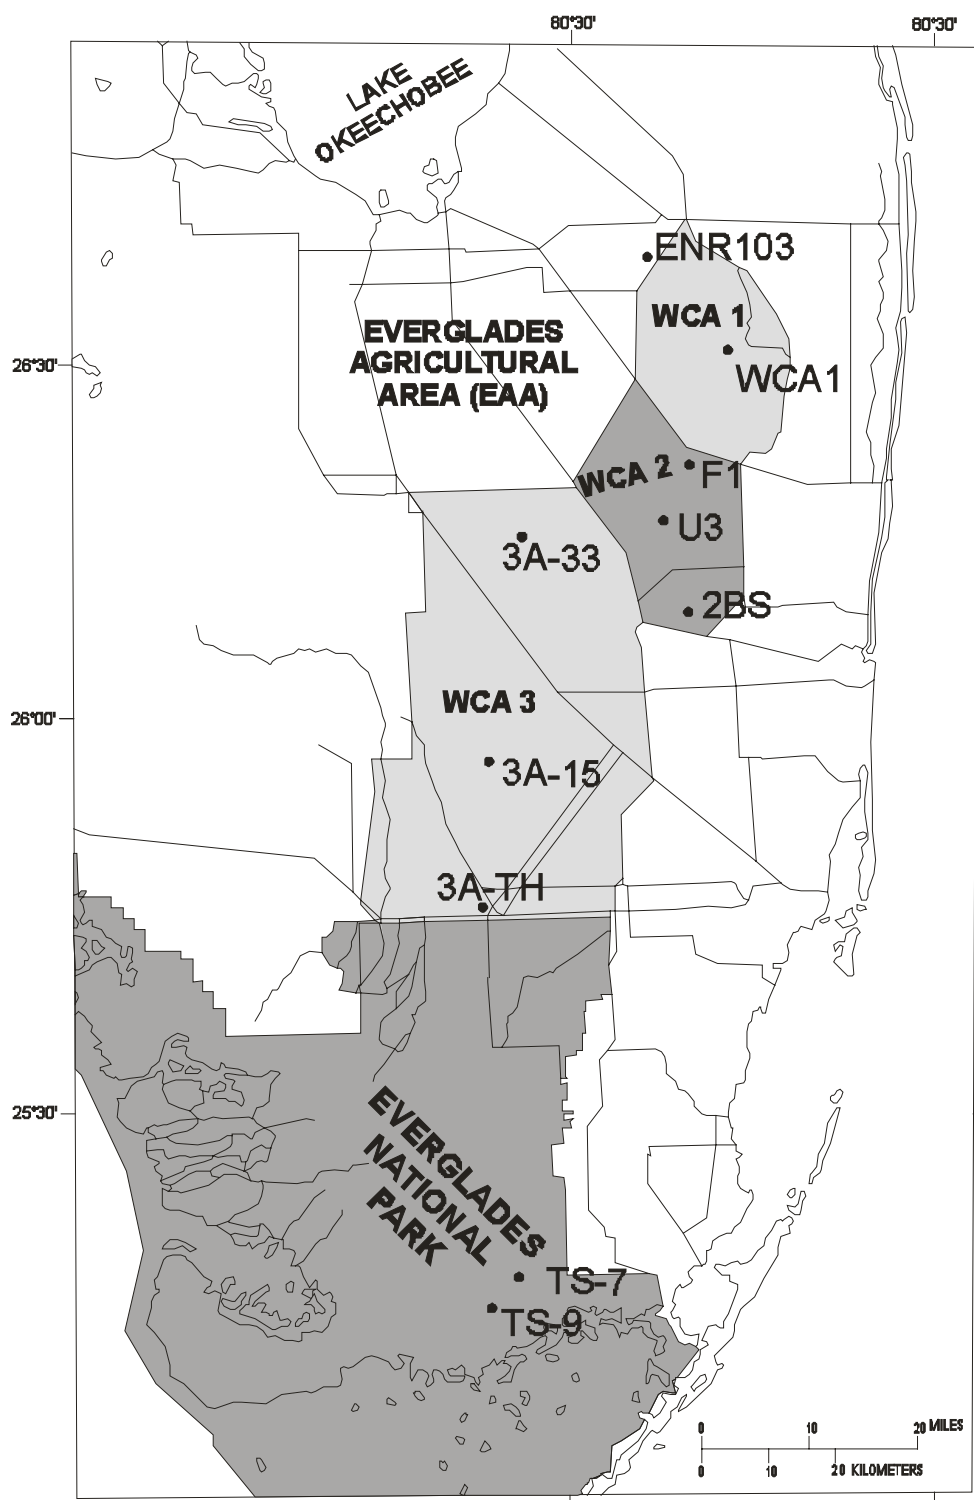 80°30'
80°30'
LAKE
OKEECHOBEE
ENR103
WCA 1
EVERGLADES
AGRICULTURAL
AREA (EAA)
26°30'
WCA1
WCA 2
F1
U3
3A-33
2BS
WCA 3
26°00'
3A-15
3A-TH
25°30'
EVERGLADES
NATIONAL
PARK
TS-7
TS-9
0 10 20 MILES
0 10 20 KILOMETERS